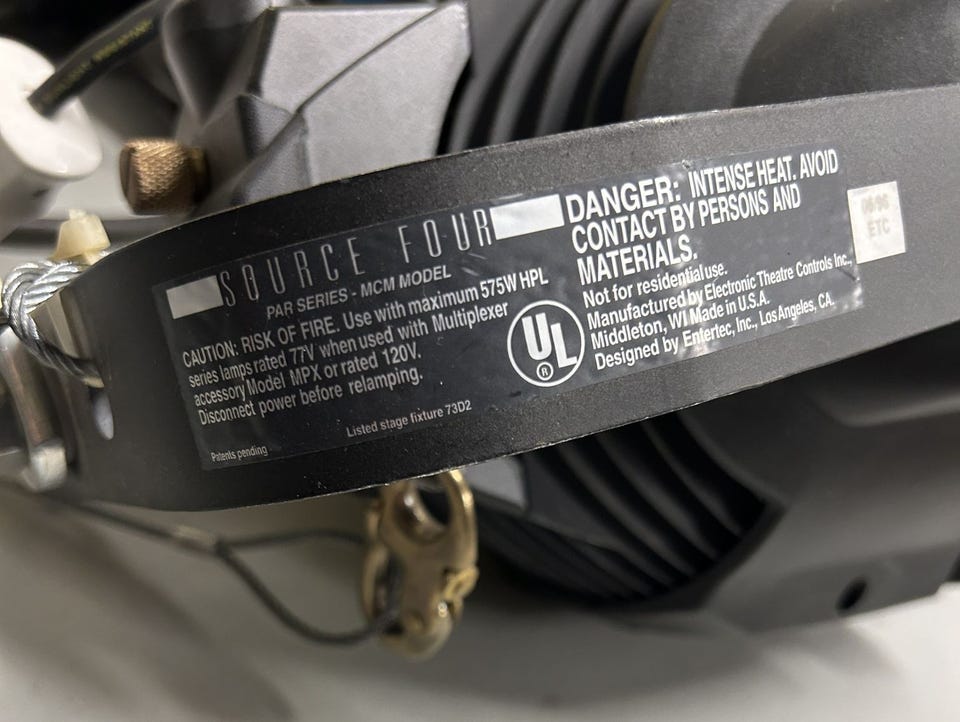 SOURCE FOUR
PAR SERIES - MCM MODEL
CAUTION: RISK OF FIRE. Use with maximum 575W HPL
series lamps rated 77V when used with Multiplexer
accessory Model MPX or rated 120V.
Disconnect power before relamping.
Patents pending
Listed stage fixture 73D2
UL
®
DANGER: INTENSE HEAT. AVOID
CONTACT BY PERSONS AND
MATERIALS.
Not for residential use.
Manufactured by Electronic Theatre Controls Inc.,
Middleton, WI Made in U.S.A.
Designed by Entertec, Inc., Los Angeles, CA.
ETC